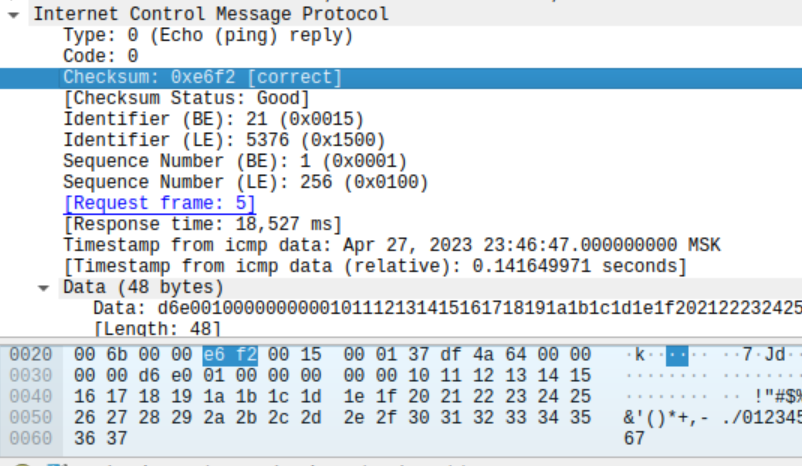 Internet Control Message Protocol
Type: 0 (Echo (ping) reply)
Code: 0
Checksum: 0xe6f2 [correct]
[Checksum Status: Good]
Identifier (BE): 21 (0x0015)
Identifier (LE): 5376 (0x1500)
Sequence Number (BE): 1 (0x0001)
Sequence Number (LE): 256 (0x0100)
[Request frame: 5]
[Response time: 18,527 ms]
Timestamp from icmp data: Apr 27, 2023 23:46:47.000000000 MSK
[Timestamp from icmp data (relative): 0.141649971 seconds]
Data (48 bytes)
Data: d6e0010000000000101112131415161718191a1b1c1d1e1f202122232425
[Length: 48]
0020 00 6b 00 00 e6 f2 00 15 00 01 37 df 4a 64 00 00 ·k······ ··7·Jd··
0030 00 00 d6 e0 01 00 00 00 00 00 10 11 12 13 14 15 ········ ········
0040 16 17 18 19 1a 1b 1c 1d 1e 1f 20 21 22 23 24 25 ········ ·· !"#$%
0050 26 27 28 29 2a 2b 2c 2d 2e 2f 30 31 32 33 34 35 &'()*+,- ./012345
0060 36 37 67